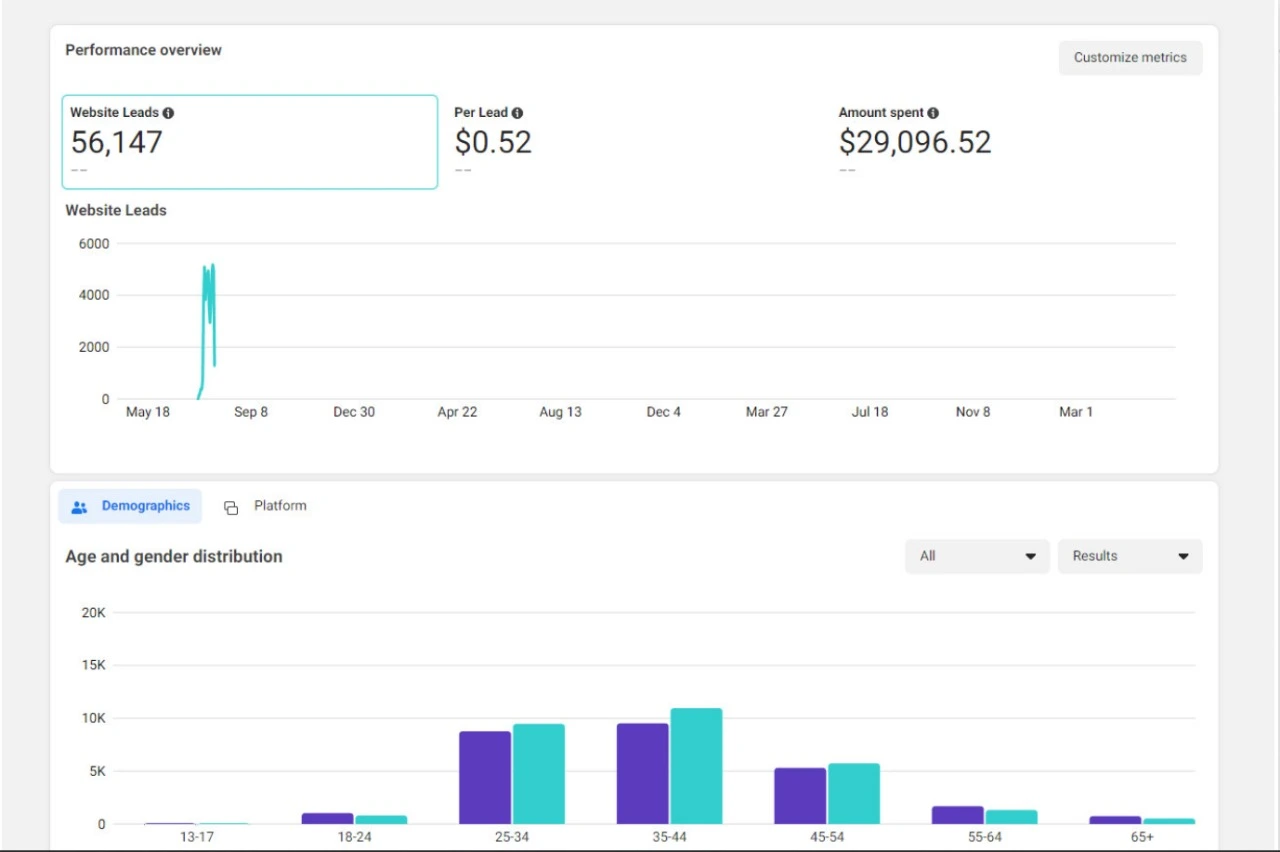 Performance overview
Customize metrics
Website Leads Per Lead Amount spent
56,147 $0.52 $29,096.52
-- -- --
Website Leads
6000
4000
2000
0
May 18 Sep 8 Dec 30 Apr 22 Aug 13 Dec 4 Mar 27 Jul 18 Nov 8 Mar 1
Demographics Platform
Age and gender distribution All Results
20K
15K
10K
5K
0
13-17 18-24 25-34 35-44 45-54 55-64 65+